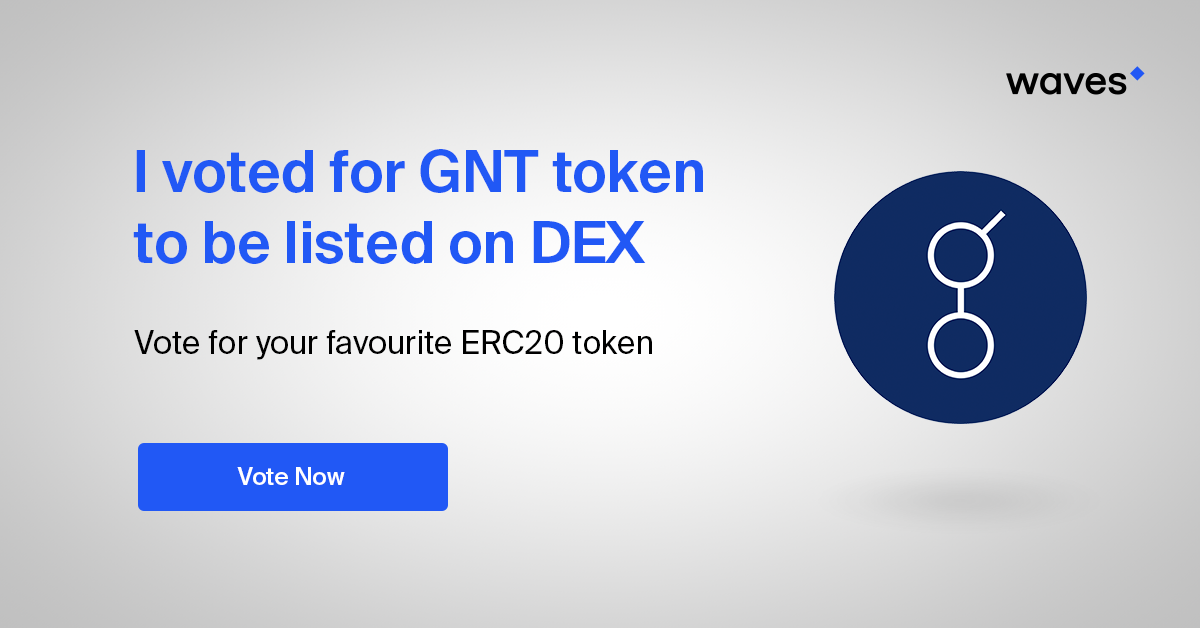 waves
I voted for GNT token
to be listed on DEX
Vote for your favourite ERC20 token
Vote Now